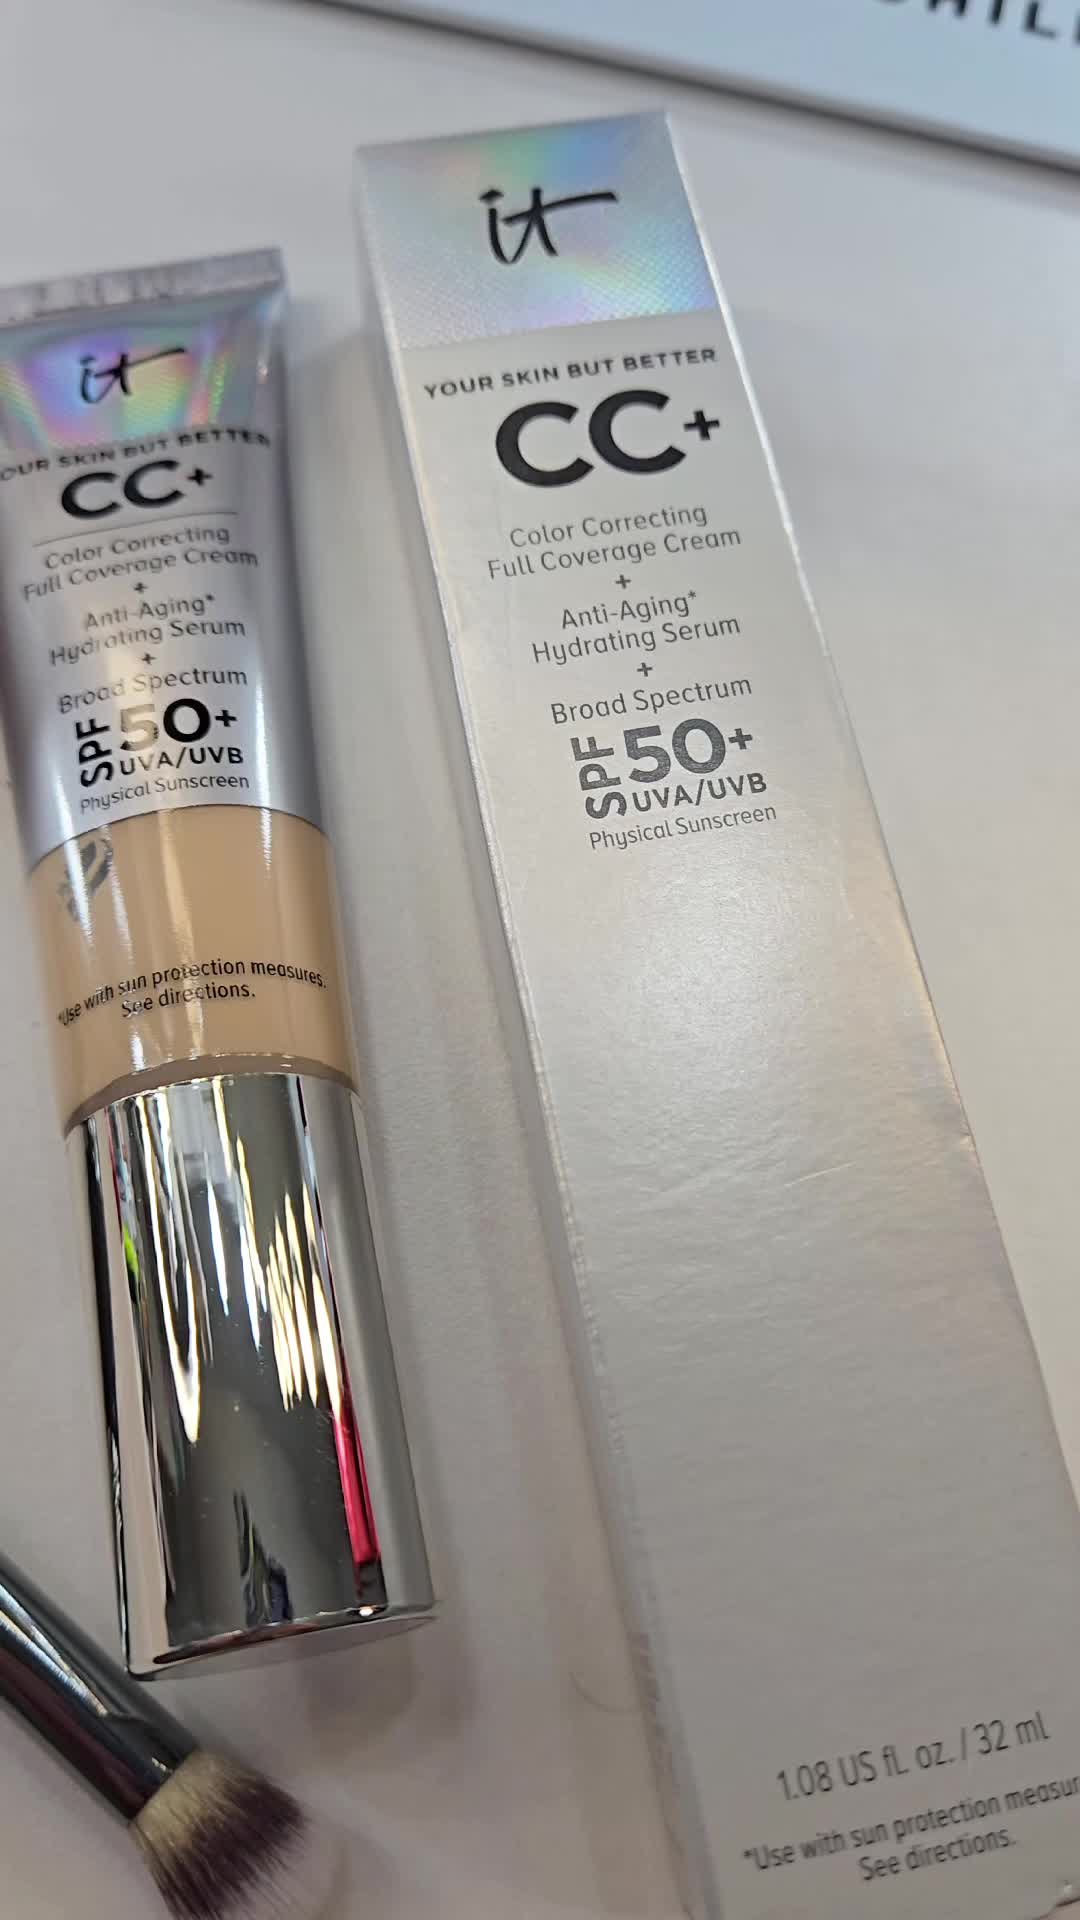 it
YOUR SKIN BUT BETTER
CC+
Color Correcting
Full Coverage Cream
+
Anti-Aging*
Hydrating Serum
+
Broad Spectrum
SPF 50+
UVA/UVB
Physical Sunscreen
*Use with sun protection measures.
See directions.
it
YOUR SKIN BUT BETTER
CC+
Color Correcting
Full Coverage Cream
+
Anti-Aging*
Hydrating Serum
+
Broad Spectrum
SPF 50+
UVA/UVB
Physical Sunscreen
1.08 US fl. oz. / 32 ml
*Use with sun protection measur
See directions.